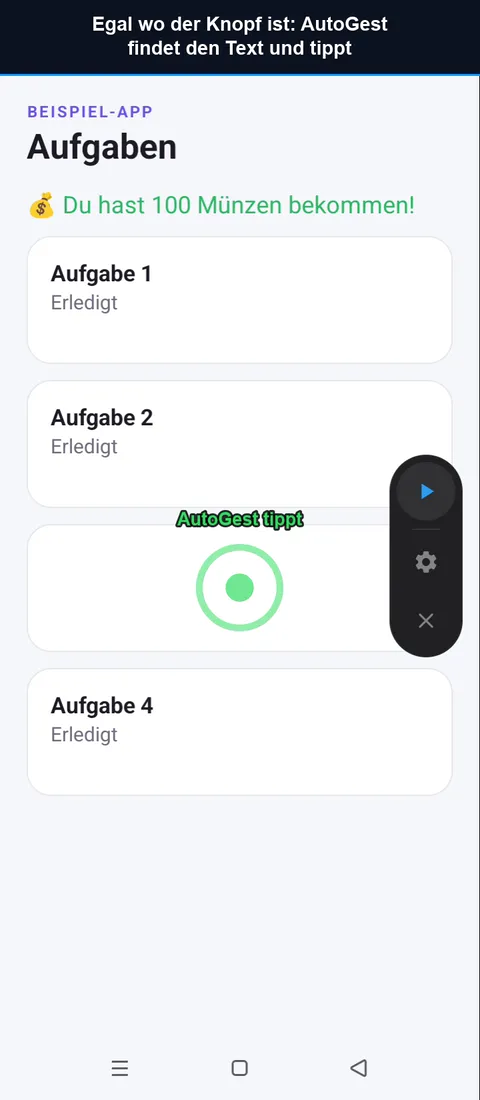 Egal wo der Knopf ist: AutoGest
findet den Text und tippt
BEISPIEL-APP
Aufgaben
💰 Du hast 100 Münzen bekommen!
Aufgabe 1
Erledigt
Aufgabe 2
Erledigt
AutoGest tippt
Aufgabe 4
Erledigt